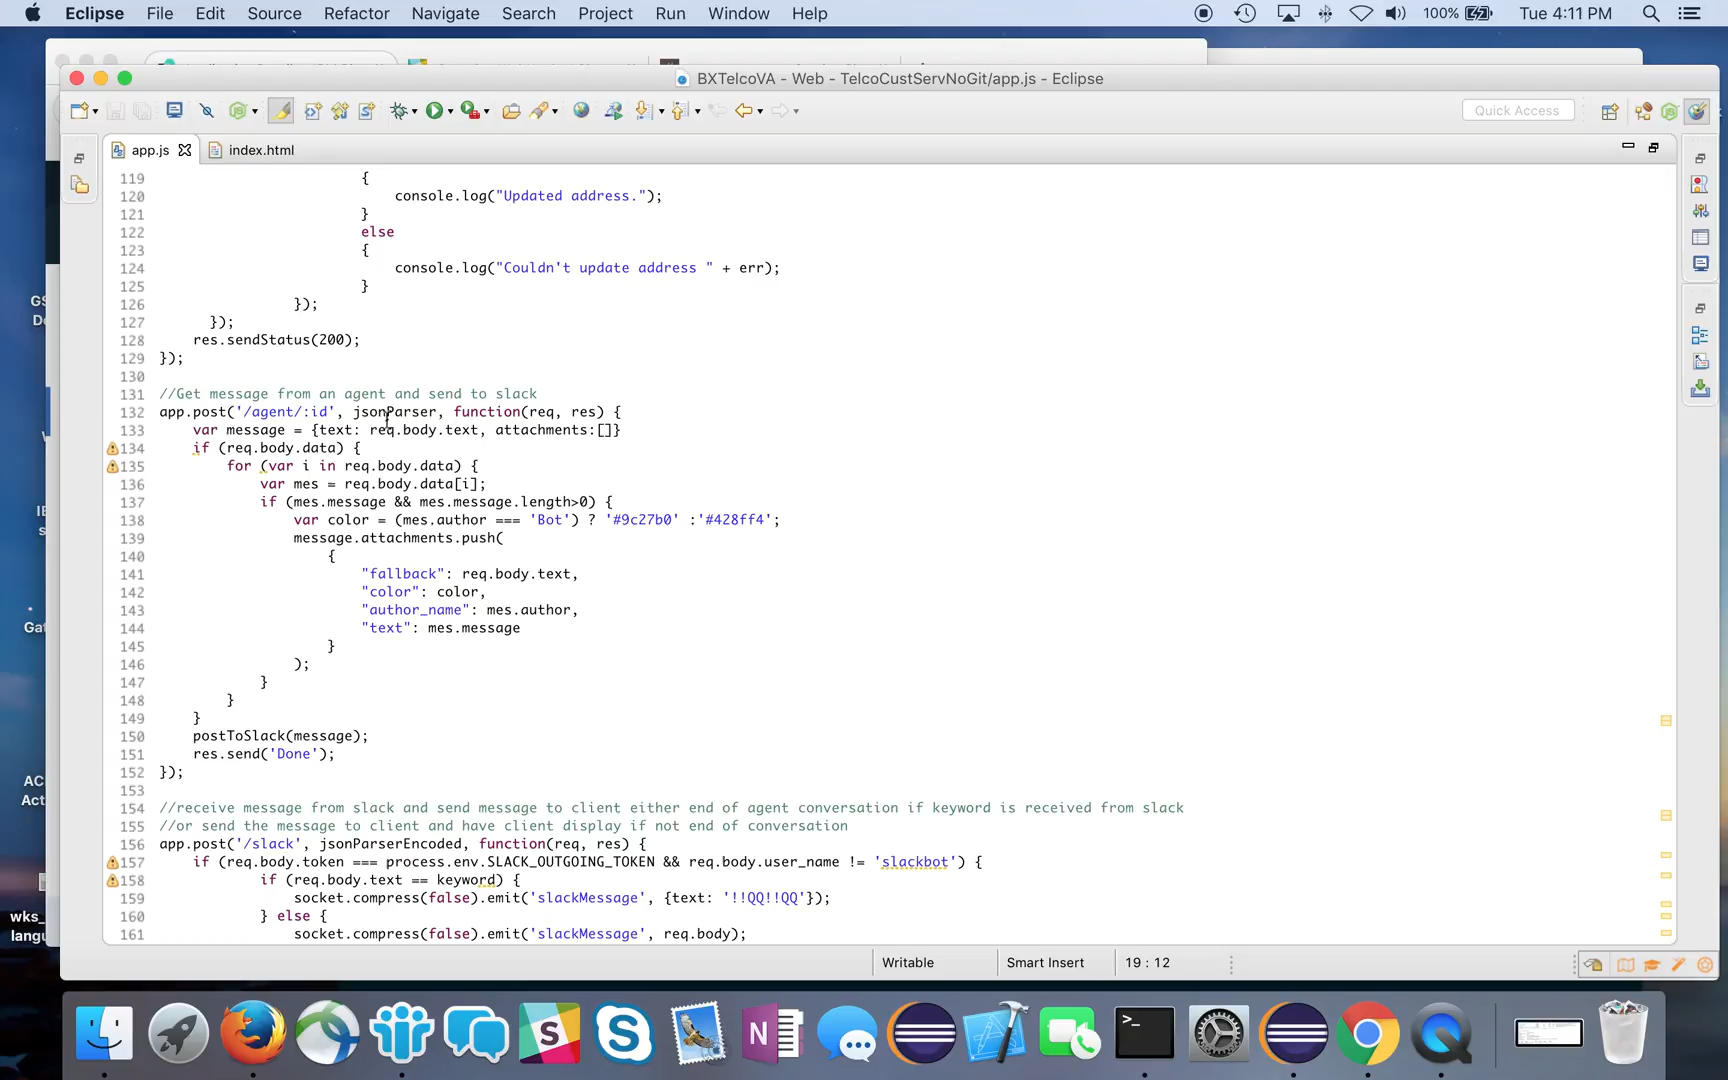 Eclipse File Edit Source Refactor Navigate Search Project Run Window Help 100% Tue 4:11 PM
BXTelcoVA - Web - TelcoCustServNoGit/app.js - Eclipse
Quick Access
app.js index.html
119 {
120 console.log("Updated address.");
121 }
122 else
123 {
124 console.log("Couldn't update address " + err);
125 }
126 });
127 });
128 res.sendStatus(200);
129 });
130
131 //Get message from an agent and send to slack
132 app.post('/agent/:id', jsonParser, function(req, res) {
133 var message = {text: req.body.text, attachments:[]}
134 if (req.body.data) {
135 for (var i in req.body.data) {
136 var mes = req.body.data[i];
137 if (mes.message && mes.message.length>0) {
138 var color = (mes.author === 'Bot') ? '#9c27b0' :'#428ff4';
139 message.attachments.push(
140 {
141 "fallback": req.body.text,
142 "color": color,
143 "author_name": mes.author,
144 "text": mes.message
145 }
146 );
147 }
148 }
149 }
150 postToSlack(message);
151 res.send('Done');
152 });
153
154 //receive message from slack and send message to client either end of agent conversation if keyword is received from slack
155 //or send the message to client and have client display if not end of conversation
156 app.post('/slack', jsonParserEncoded, function(req, res) {
157 if (req.body.token === process.env.SLACK_OUTGOING_TOKEN && req.body.user_name != 'slackbot') {
158 if (req.body.text == keyword) {
159 socket.compress(false).emit('slackMessage', {text: '!!QQ!!QQ'});
160 } else {
161 socket.compress(false).emit('slackMessage', req.body);
Writable Smart Insert 19 : 12
GS
De
Gat
AC
Act
wks_
langu